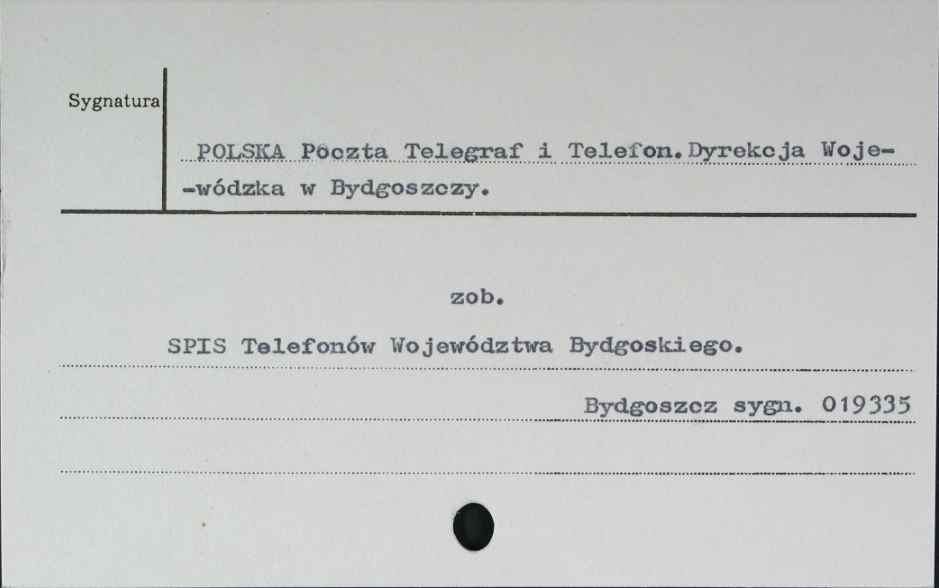 Sygnatura
POLSKA Poczta Telegraf i Telefon.Dyrekcja Woje-
-wódzka w Bydgoszczy.
zob.
SPIS Telefonów Województwa Bydgoskiego.
Bydgoszcz sygn. 019335